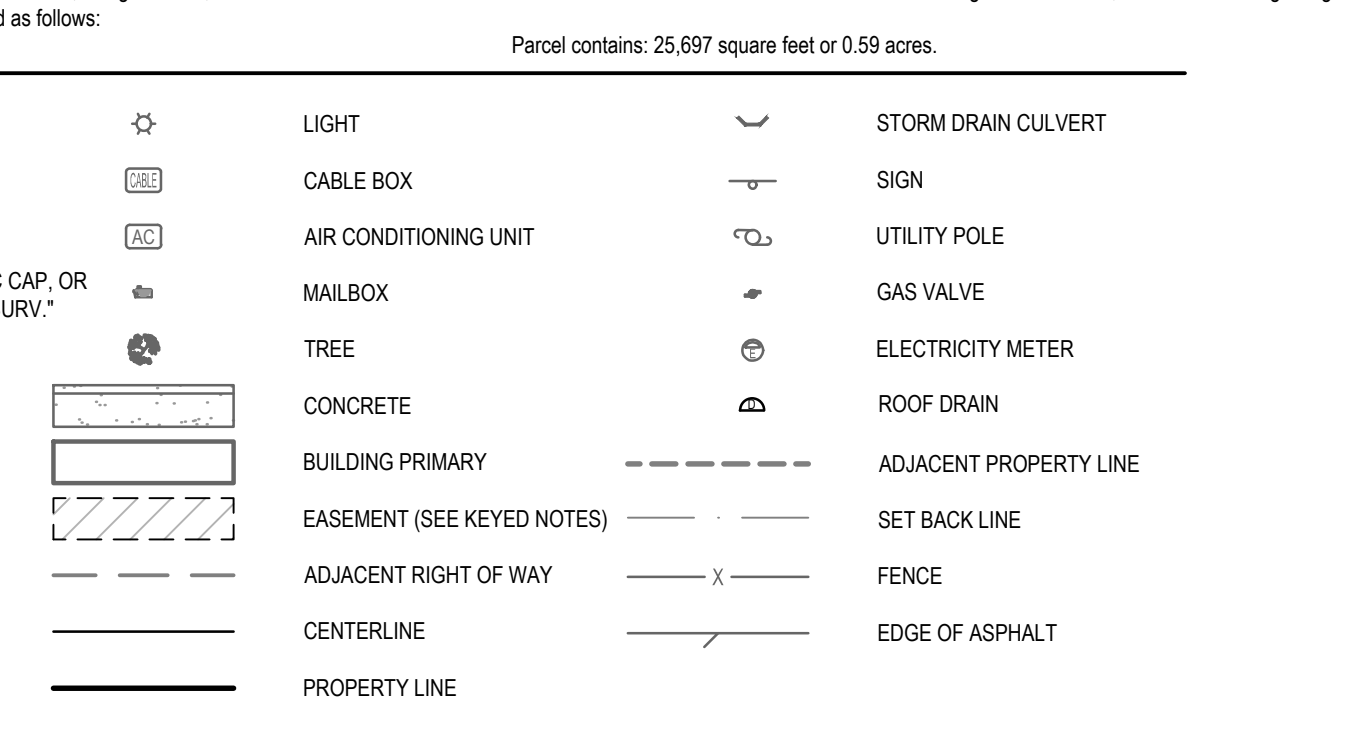 d as follows:
Parcel contains: 25,697 square feet or 0.59 acres.
LIGHT
STORM DRAIN CULVERT
CABLE
CABLE BOX
SIGN
AC
AIR CONDITIONING UNIT
UTILITY POLE
CAP, OR
URV."
MAILBOX
GAS VALVE
TREE
E
ELECTRICITY METER
CONCRETE
D
ROOF DRAIN
BUILDING PRIMARY
ADJACENT PROPERTY LINE
EASEMENT (SEE KEYED NOTES)
SET BACK LINE
ADJACENT RIGHT OF WAY
X
FENCE
CENTERLINE
EDGE OF ASPHALT
PROPERTY LINE